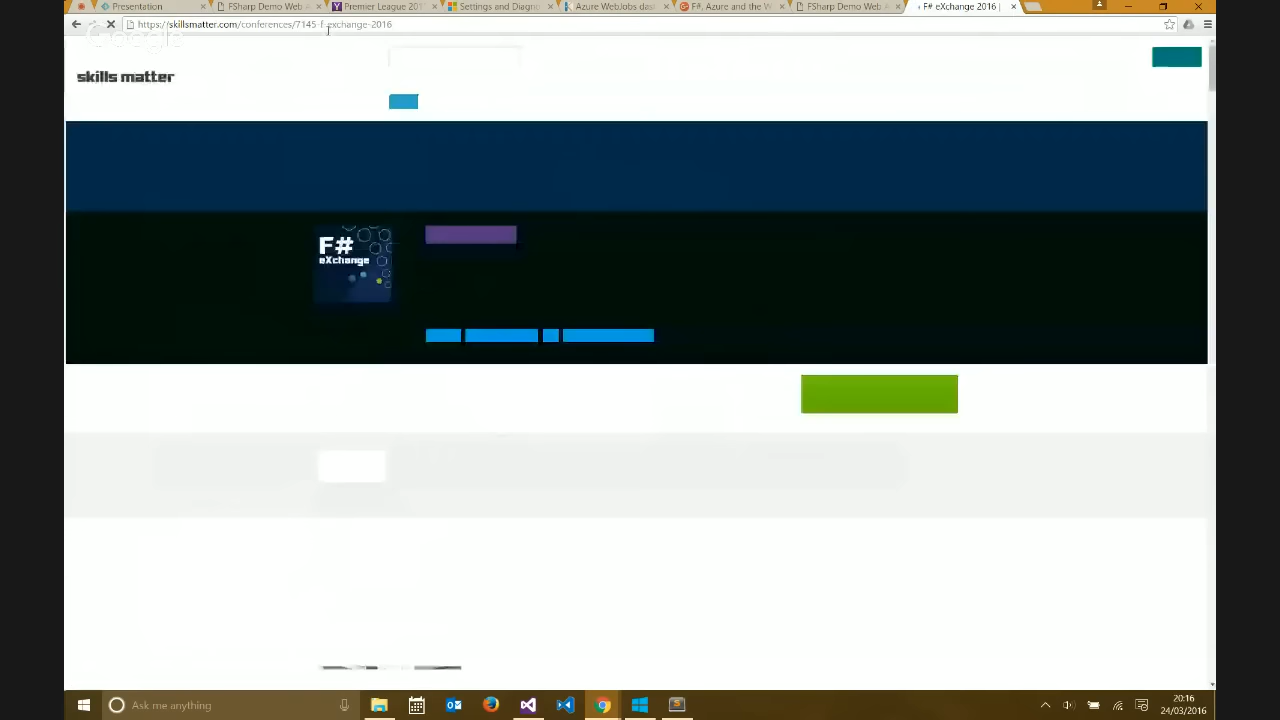 Presentation
FSharp Demo Web A
Premier League 201
Settings and Diagno
Azure WebJobs das
F#, Azure and the W
FSharp Demo Web A
F# eXchange 2016 |
https://skillsmatter.com/conferences/7145-f-exchange-2016
Google
skills matter
F#
eXchange
Ask me anything
20:16
24/03/2016